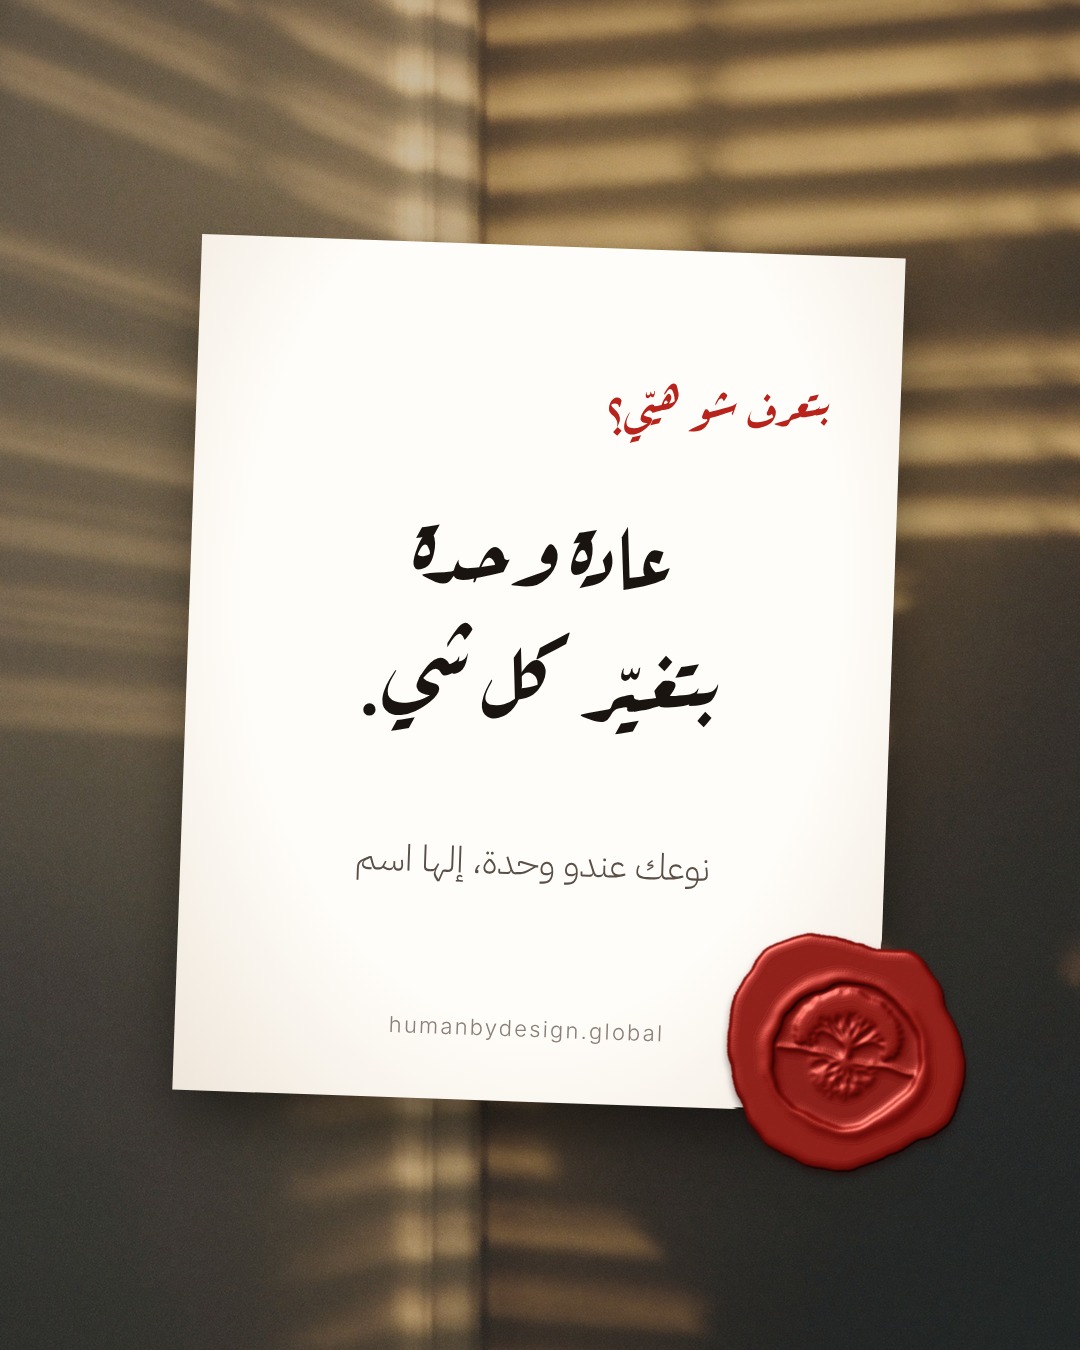 بتعرف شو هيّي؟
عادة وحدة
بتغيّر كل شي.
نوعك عندو وحدة، إلها اسم
humanbydesign.global